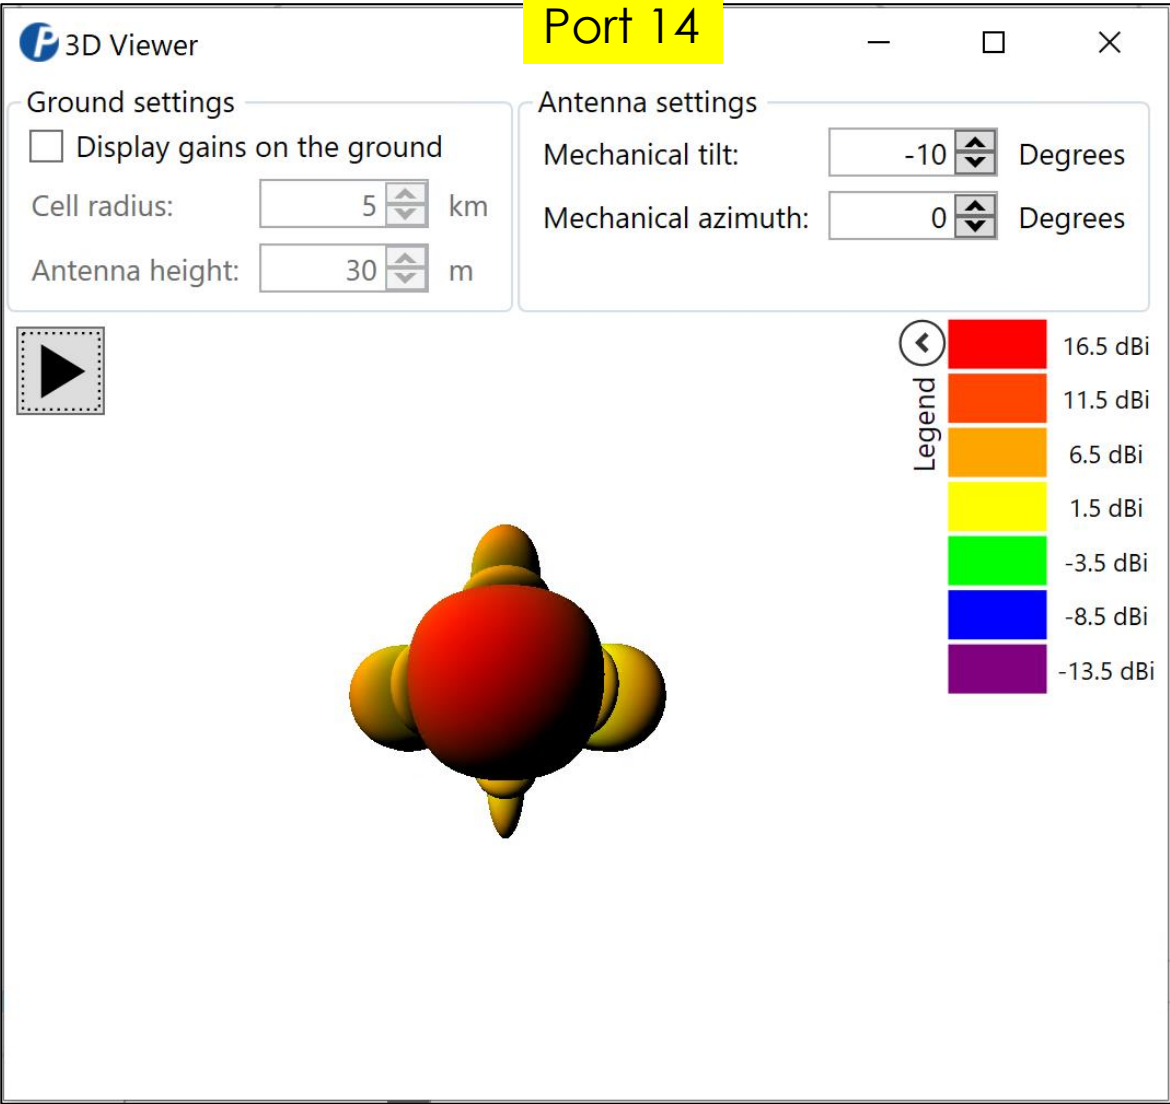 Port 14
3D Viewer
Ground settings
Display gains on the ground
Cell radius: 5 km
Antenna height: 30 m
Antenna settings
Mechanical tilt: -10 Degrees
Mechanical azimuth: 0 Degrees
Legend
16.5 dBi
11.5 dBi
6.5 dBi
1.5 dBi
-3.5 dBi
-8.5 dBi
-13.5 dBi